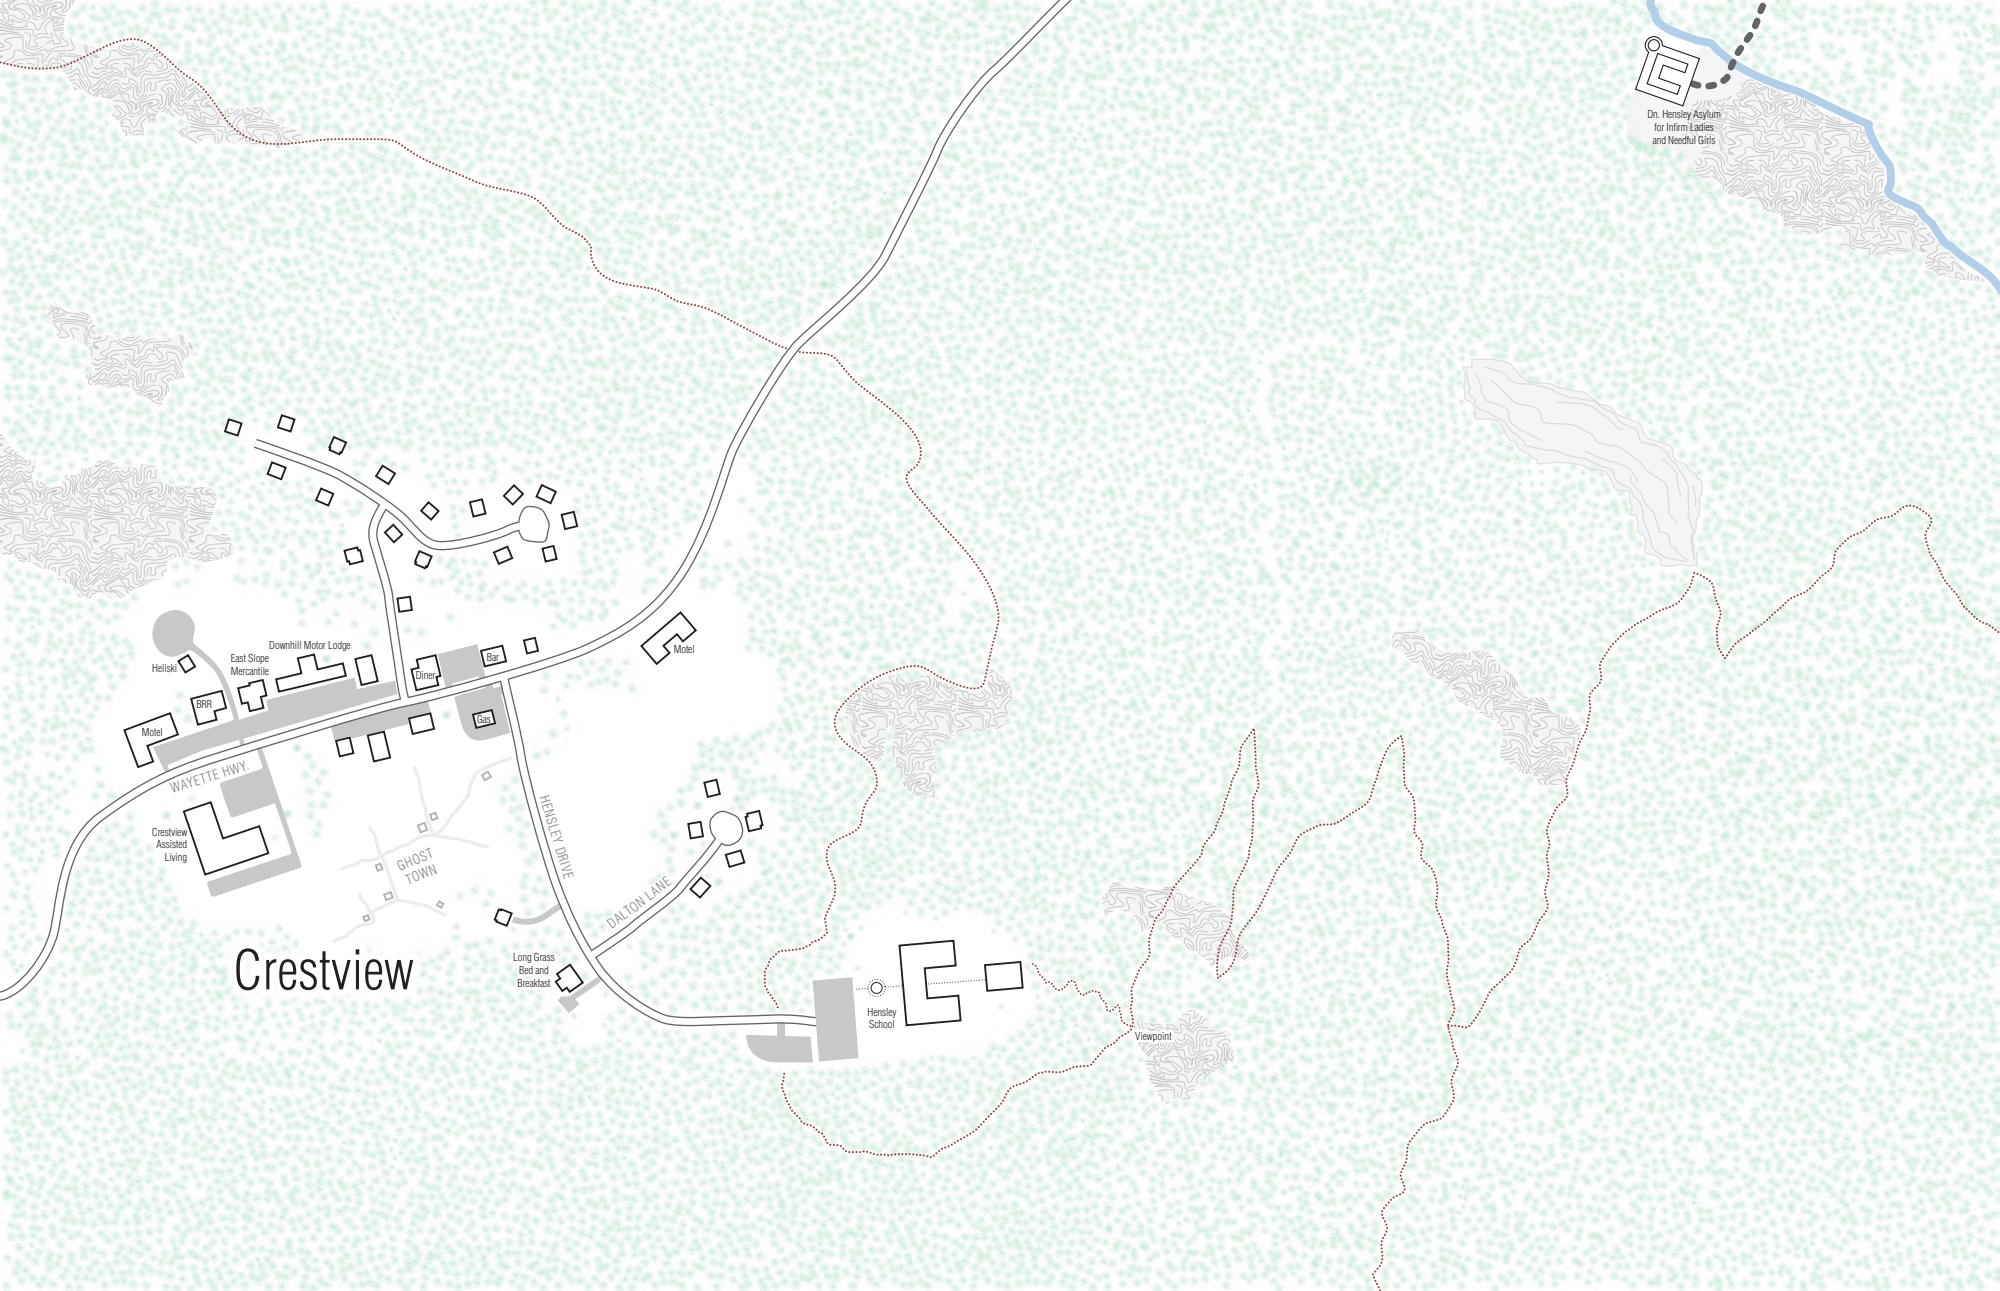 Dn. Hensley Asylum
for Infirm Ladies
and Needful Girls
Downhill Motor Lodge
East Slope
Mercantile
Heliski
Bar
Motel
Diner
BRR
Gas
Motel
WAYETTE HWY.
HENSLEY DRIVE
Crestview
Assisted
Living
GHOST
TOWN
DALTON LANE
Crestview
Long Grass
Bed and
Breakfast
Hensley
School
Viewpoint